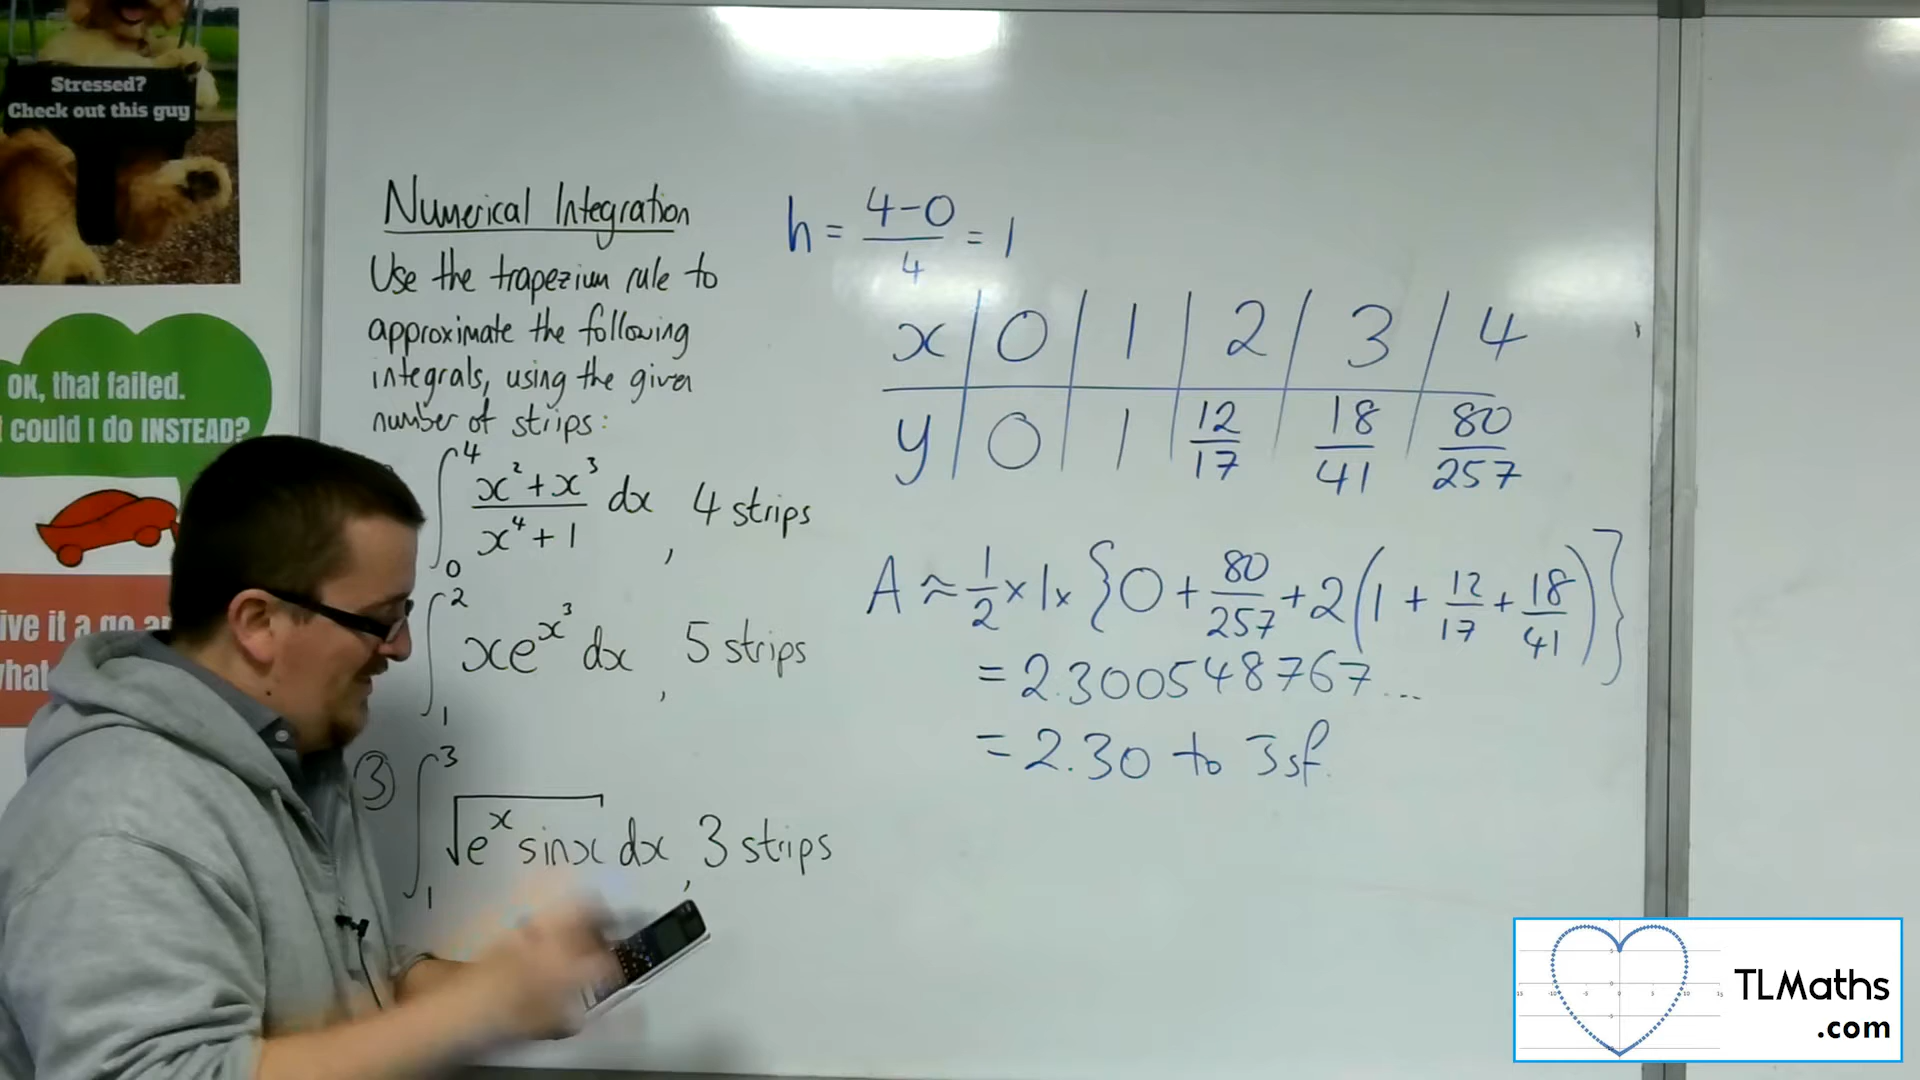 Stressed?
Check out this guy
OK, that failed.
could I do INSTEAD?
ive it a go a
what
Numerical Integration
Use the trapezium rule to
approximate the following
integrals, using the given
number of strips:
∫₀⁴ (x²+x³)/(x⁴+1) dx, 4 strips
∫₁² xe^(x³) dx, 5 strips
③ ∫₁³ √(eˣ sinx) dx, 3 strips
h = (4-0)/4 = 1
x | 0 | 1 | 2 | 3 | 4
y | 0 | 1 | 12/17 | 18/41 | 80/257
A ≈ 1/2 × 1 × {0 + 80/257 + 2(1 + 12/17 + 18/41)}
= 2.300548767...
= 2.30 to 3sf.
TLMaths
.com